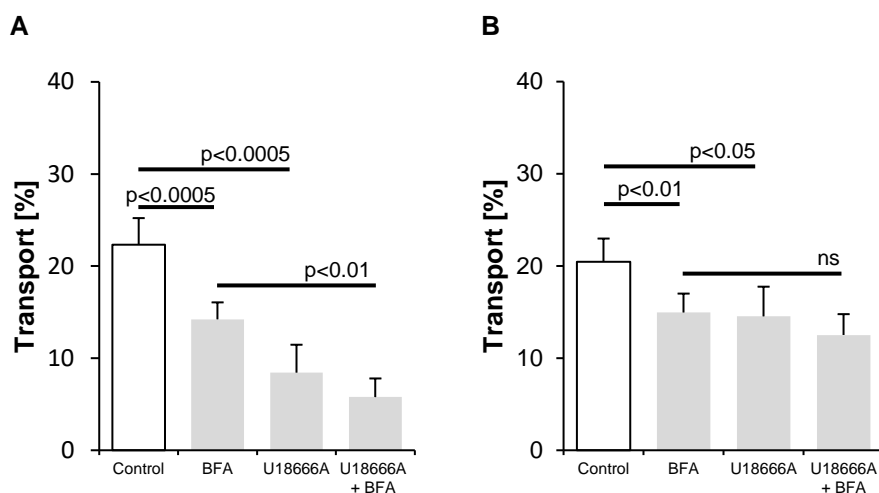 A
Transport [%]
40
30
20
10
0
p<0.0005
p<0.0005
p<0.01
Control
BFA
U18666A
U18666A
+ BFA
B
Transport [%]
40
30
20
10
0
p<0.05
p<0.01
ns
Control
BFA
U18666A
U18666A
+ BFA